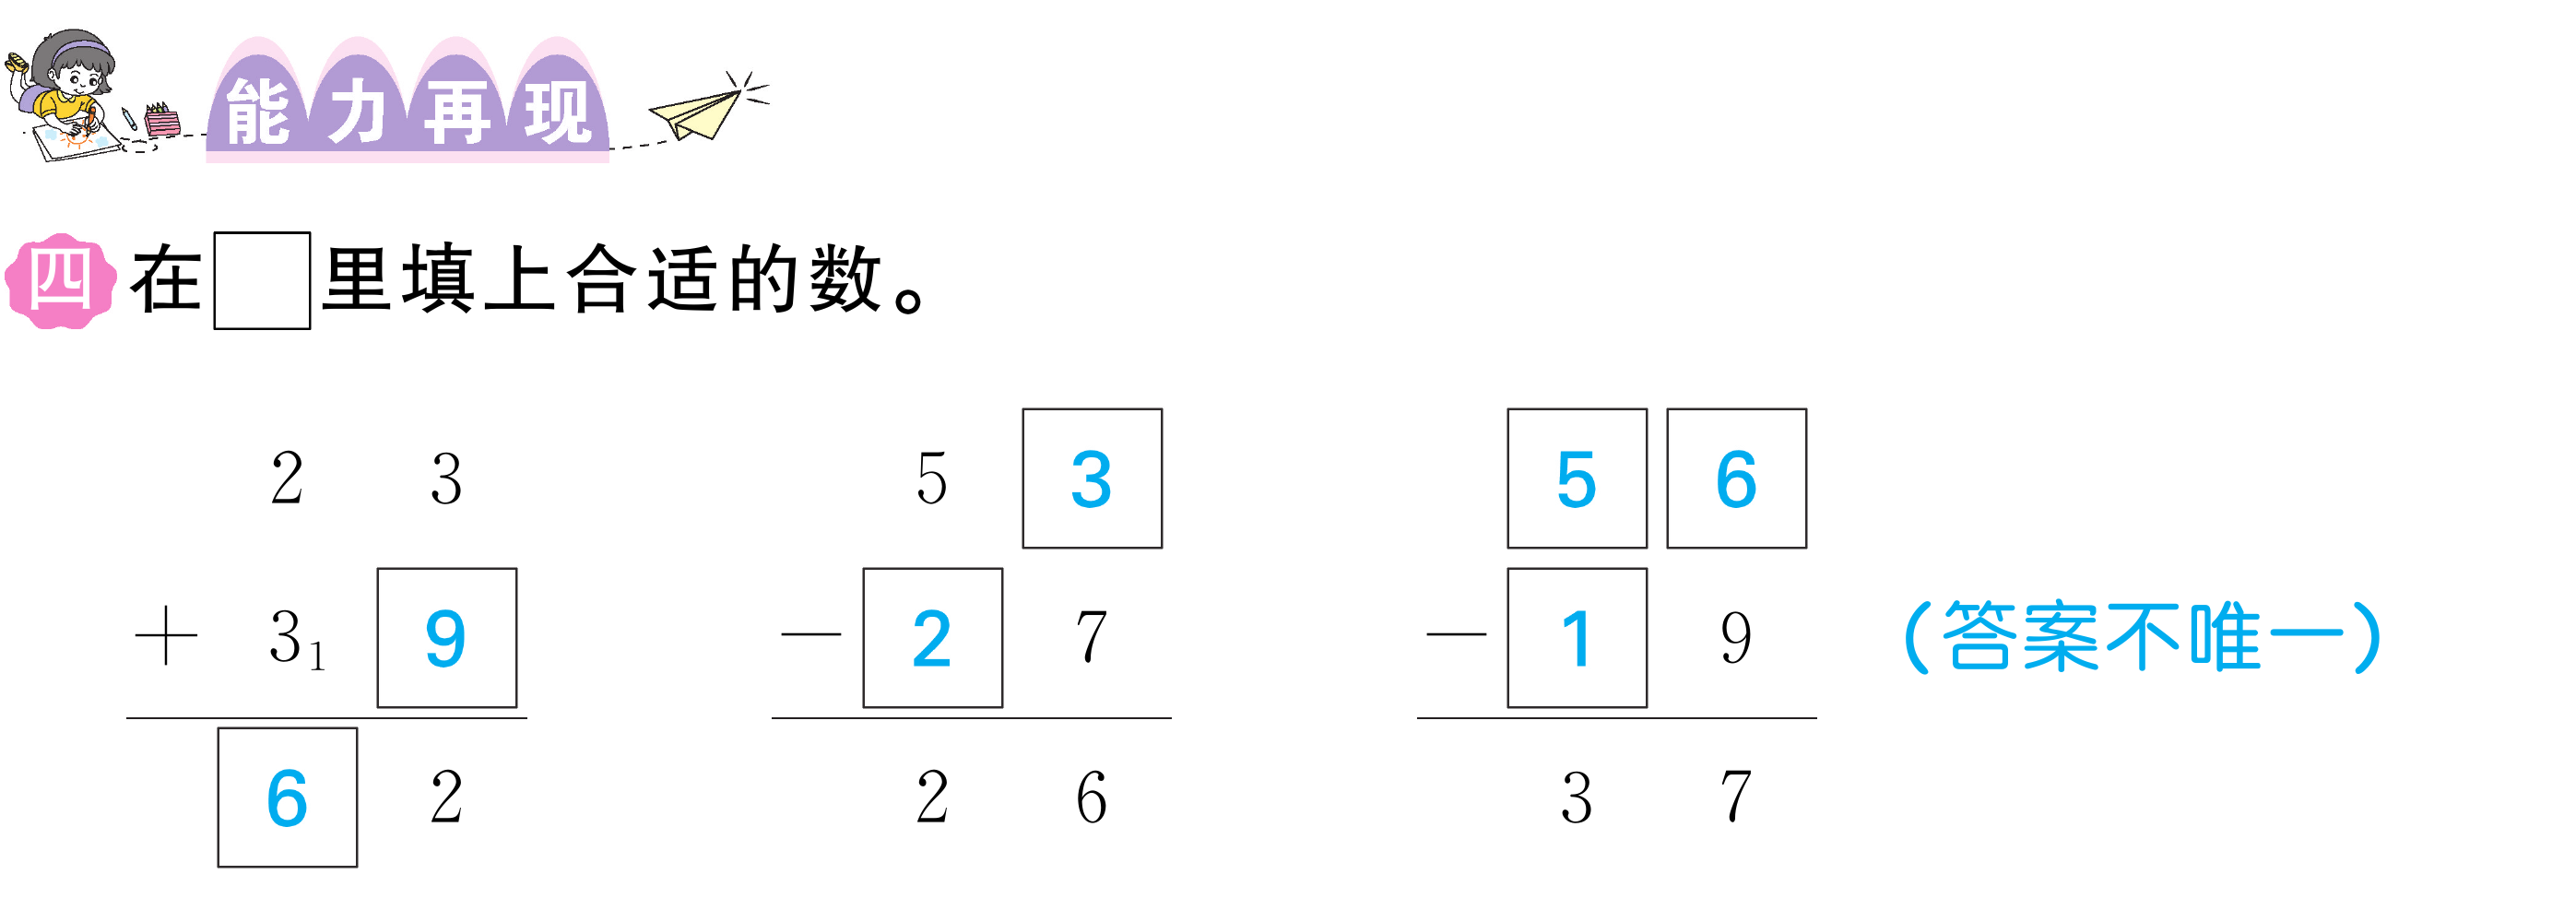 能力再现
四 在□里填上合适的数。
2 3 5 3 5 6
+ 3₁ 9 － 2 7 － 1 9 （答案不唯一）
6 2 2 6 3 7